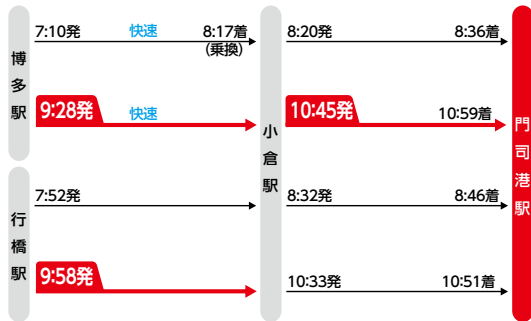 博多駅
7:10発 快速 8:17着
(乗換)
8:20発 8:36着
9:28発 快速
10:45発 10:59着
小倉駅
門司港駅
行橋駅
7:52発
8:32発 8:46着
9:58発
10:33発 10:51着